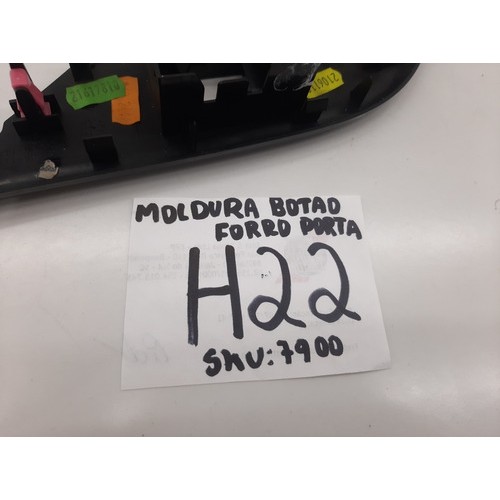 MOLDURA BOTAO
FORRO PORTA
H22
SKU:7900